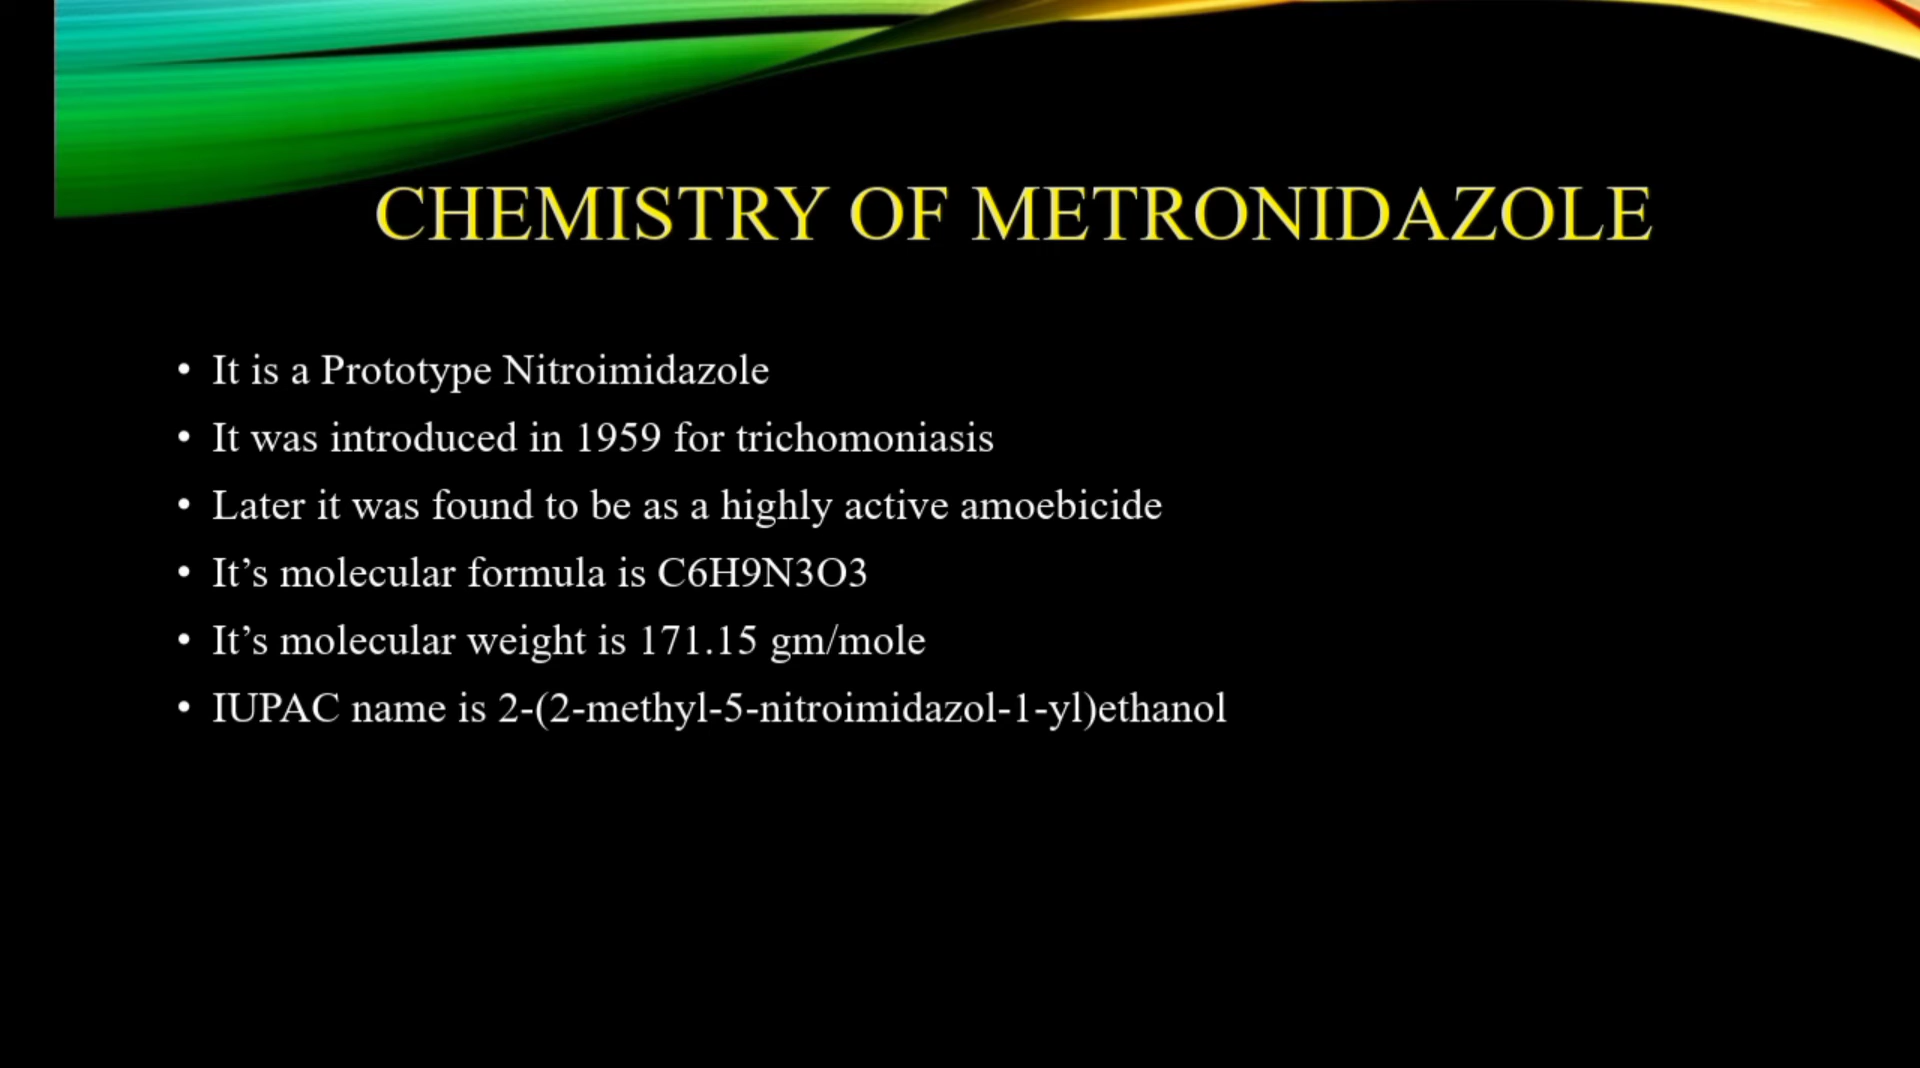 CHEMISTRY OF METRONIDAZOLE
• It is a Prototype Nitroimidazole
• It was introduced in 1959 for trichomoniasis
• Later it was found to be as a highly active amoebicide
• It’s molecular formula is C6H9N3O3
• It’s molecular weight is 171.15 gm/mole
• IUPAC name is 2-(2-methyl-5-nitroimidazol-1-yl)ethanol